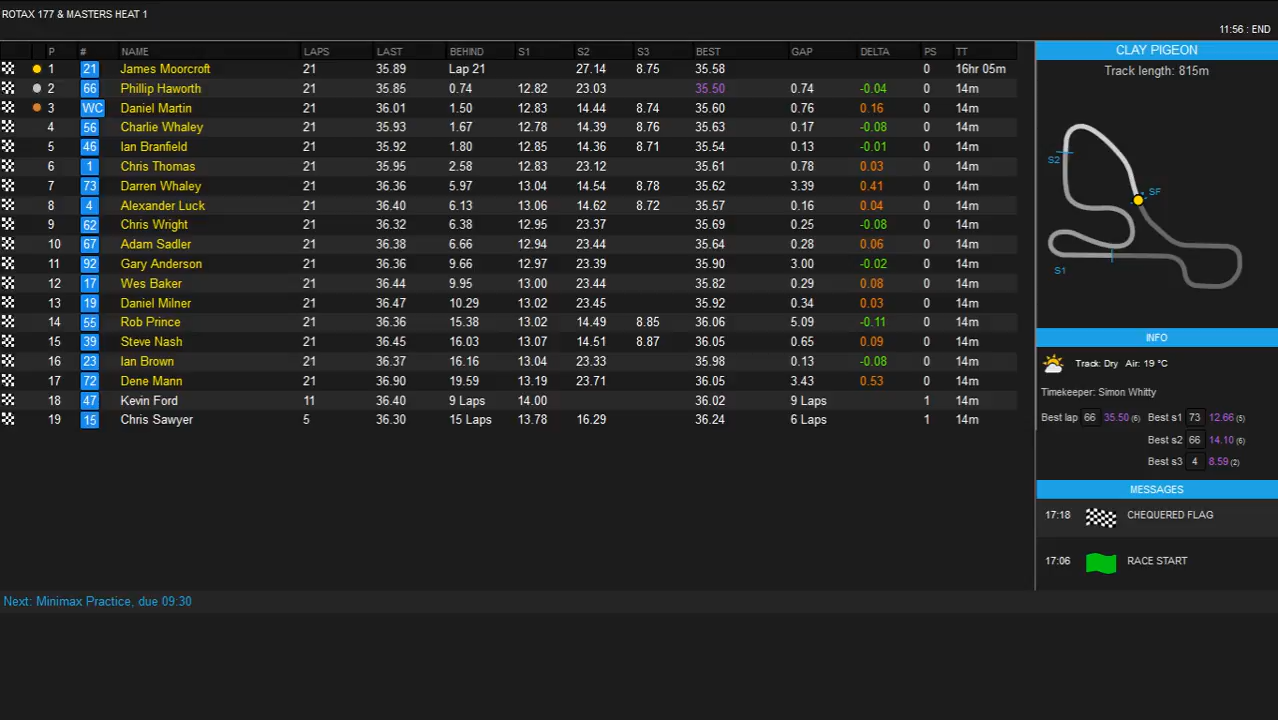 ROTAX 177 & MASTERS HEAT 1
11:56 : END
P # NAME LAPS LAST BEHIND S1 S2 S3 BEST GAP DELTA PS TT
1 21 James Moorcroft 21 35.89 Lap 21 27.14 8.75 35.58 0 16hr 05m
2 66 Phillip Haworth 21 35.85 0.74 12.82 23.03 35.50 0.74 -0.04 0 14m
3 WC Daniel Martin 21 36.01 1.50 12.83 14.44 8.74 35.60 0.76 0.16 0 14m
4 56 Charlie Whaley 21 35.93 1.67 12.78 14.39 8.76 35.63 0.17 -0.08 0 14m
5 46 Ian Branfield 21 35.92 1.80 12.85 14.36 8.71 35.54 0.13 -0.01 0 14m
6 1 Chris Thomas 21 35.95 2.58 12.83 23.12 35.61 0.78 0.03 0 14m
7 73 Darren Whaley 21 36.36 5.97 13.04 14.54 8.78 35.62 3.39 0.41 0 14m
8 4 Alexander Luck 21 36.40 6.13 13.06 14.62 8.72 35.57 0.16 0.04 0 14m
9 62 Chris Wright 21 36.32 6.38 12.95 23.37 35.69 0.25 -0.08 0 14m
10 67 Adam Sadler 21 36.38 6.66 12.94 23.44 35.64 0.28 0.06 0 14m
11 92 Gary Anderson 21 36.36 9.66 12.97 23.39 35.90 3.00 -0.02 0 14m
12 17 Wes Baker 21 36.44 9.95 13.00 23.44 35.82 0.29 0.08 0 14m
13 19 Daniel Milner 21 36.47 10.29 13.02 23.45 35.92 0.34 0.03 0 14m
14 55 Rob Prince 21 36.36 15.38 13.02 14.49 8.85 36.06 5.09 -0.11 0 14m
15 39 Steve Nash 21 36.45 16.03 13.07 14.51 8.87 36.05 0.65 0.09 0 14m
16 23 Ian Brown 21 36.37 16.16 13.04 23.33 35.98 0.13 -0.08 0 14m
17 72 Dene Mann 21 36.90 19.59 13.19 23.71 36.05 3.43 0.53 0 14m
18 47 Kevin Ford 11 36.40 9 Laps 14.00 36.02 9 Laps 1 14m
19 15 Chris Sawyer 5 36.30 15 Laps 13.78 16.29 36.24 6 Laps 1 14m
CLAY PIGEON
Track length: 815m
S2
SF
S1
INFO
Track: Dry Air: 19 °C
Timekeeper: Simon Whitty
Best lap 66 35.50 (6) Best s1 73 12.66 (5)
Best s2 66 14.10 (6)
Best s3 4 8.59 (2)
MESSAGES
17:18 CHEQUERED FLAG
17:06 RACE START
Next: Minimax Practice, due 09:30